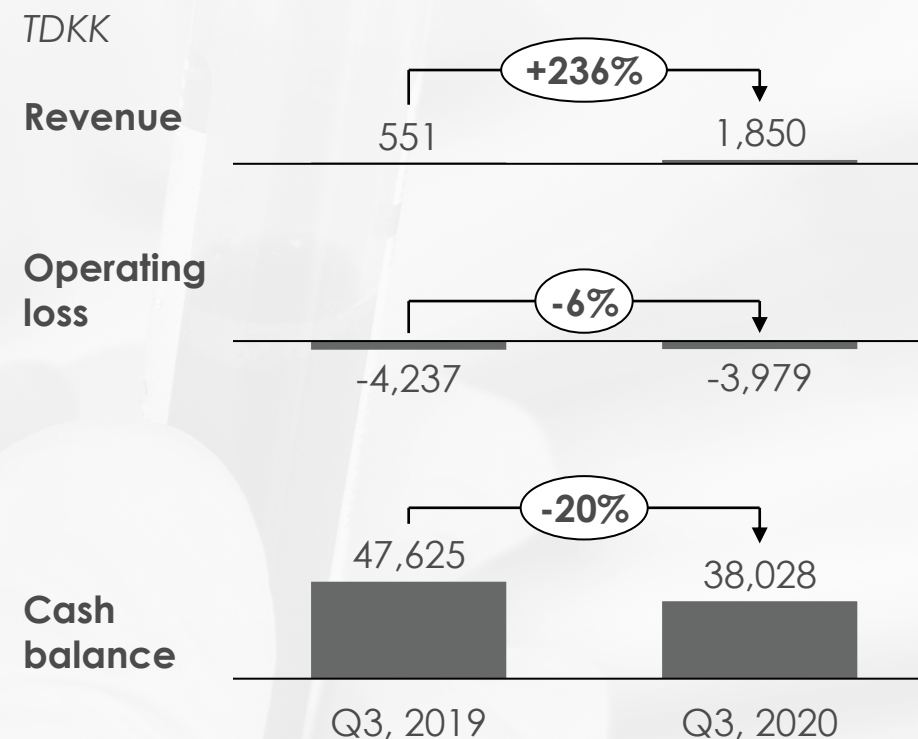 TDKK
+236%
Revenue
551
1,850
Operating
loss
-6%
-4,237
-3,979
-20%
47,625
38,028
Cash
balance
Q3, 2019
Q3, 2020